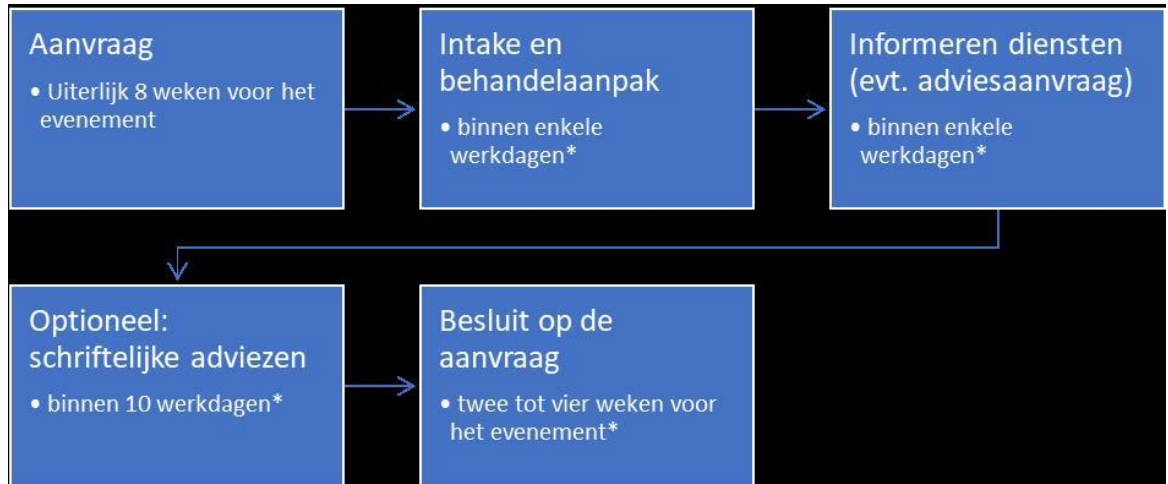 Aanvraag
• Uiterlijk 8 weken voor het
evenement
Intake en
behandelaanpak
• binnen enkele
werkdagen*
Informeren diensten
(evt. adviesaanvraag)
• binnen enkele
werkdagen*
Optioneel:
schriftelijke adviezen
• binnen 10 werkdagen*
Besluit op de
aanvraag
• twee tot vier weken voor
het evenement*